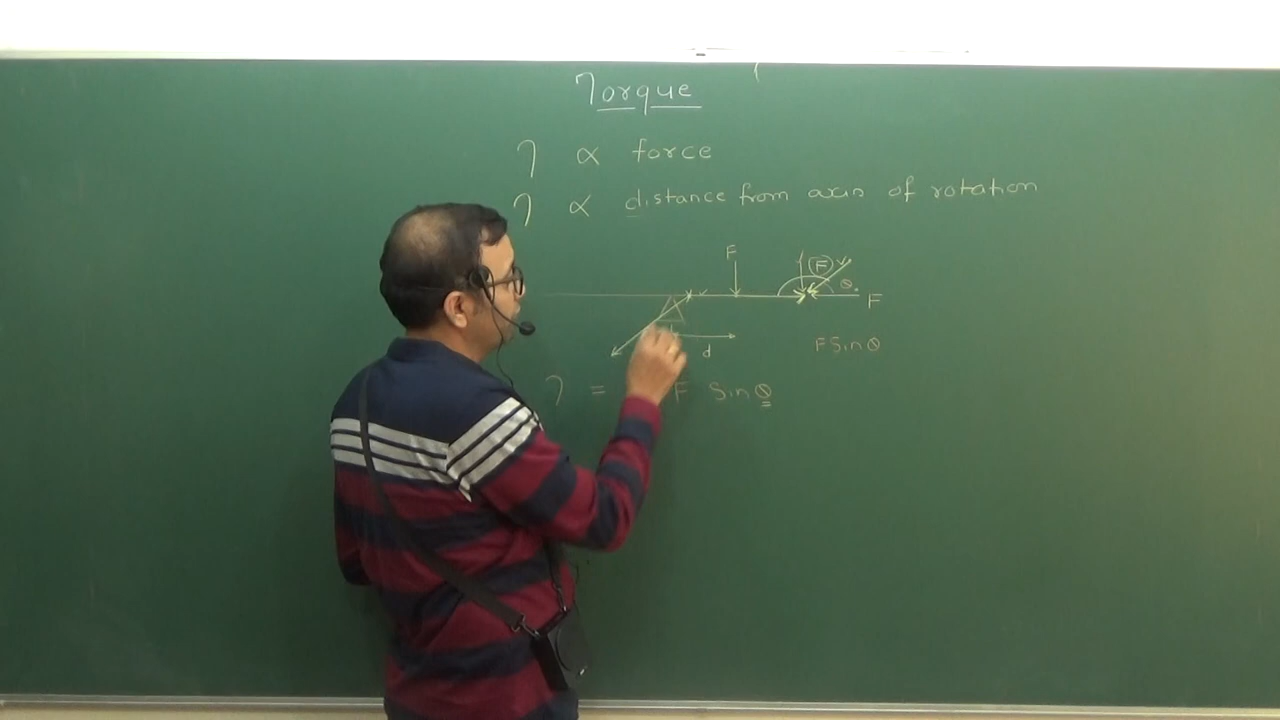 Torque
τ ∝ force
τ ∝ distance from axis of rotation
F
F
θ
F
d
F Sin θ
τ = F Sin θ